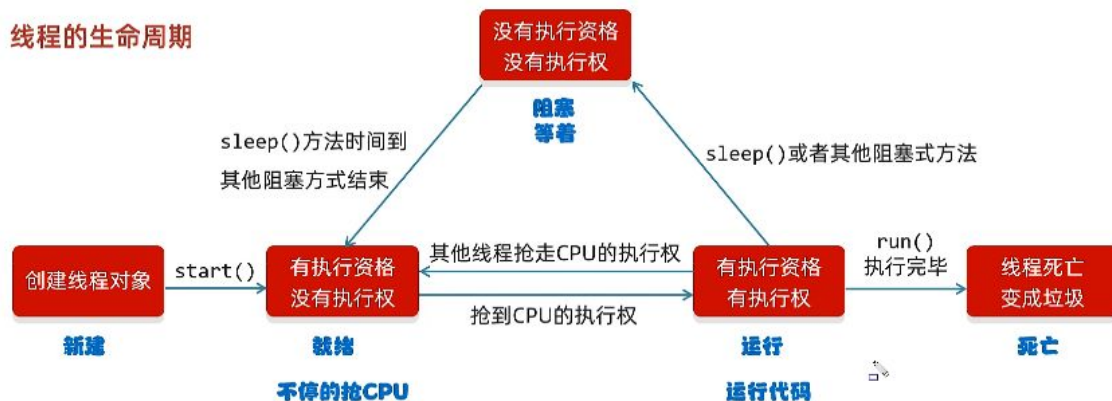 线程的生命周期
没有执行资格
没有执行权
阻塞
等着
sleep()方法时间到
其他阻塞方式结束
sleep()或者其他阻塞式方法
创建线程对象
新建
start()
有执行资格
没有执行权
就绪
不停的抢CPU
其他线程抢走CPU的执行权
抢到CPU的执行权
有执行资格
有执行权
运行
运行代码
run()
执行完毕
线程死亡
变成垃圾
死亡